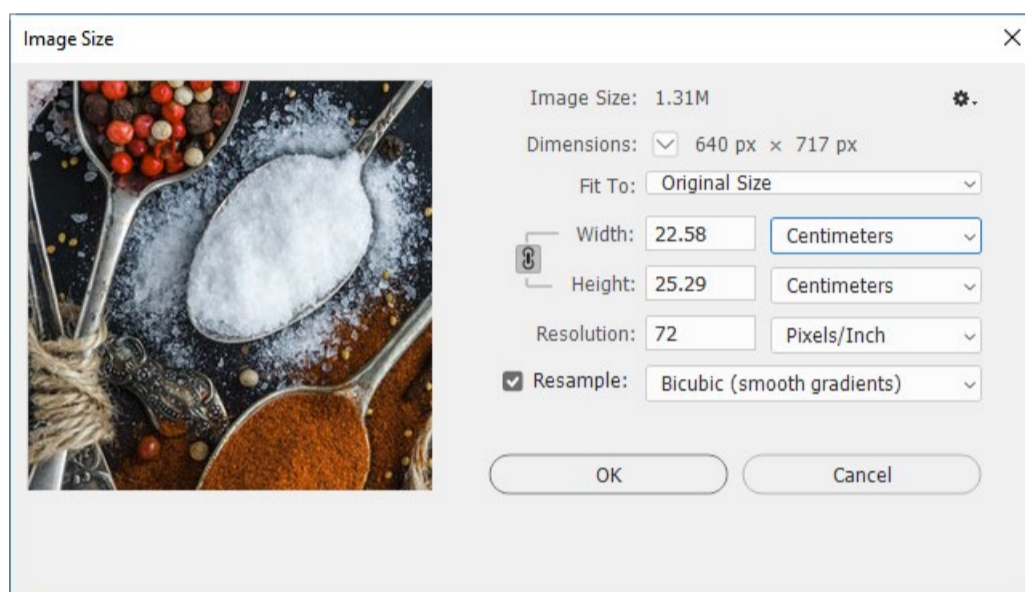 Image Size
Image Size: 1.31M
Dimensions: 640 px × 717 px
Fit To: Original Size
Width: 22.58 Centimeters
Height: 25.29 Centimeters
Resolution: 72 Pixels/Inch
Resample: Bicubic (smooth gradients)
OK Cancel